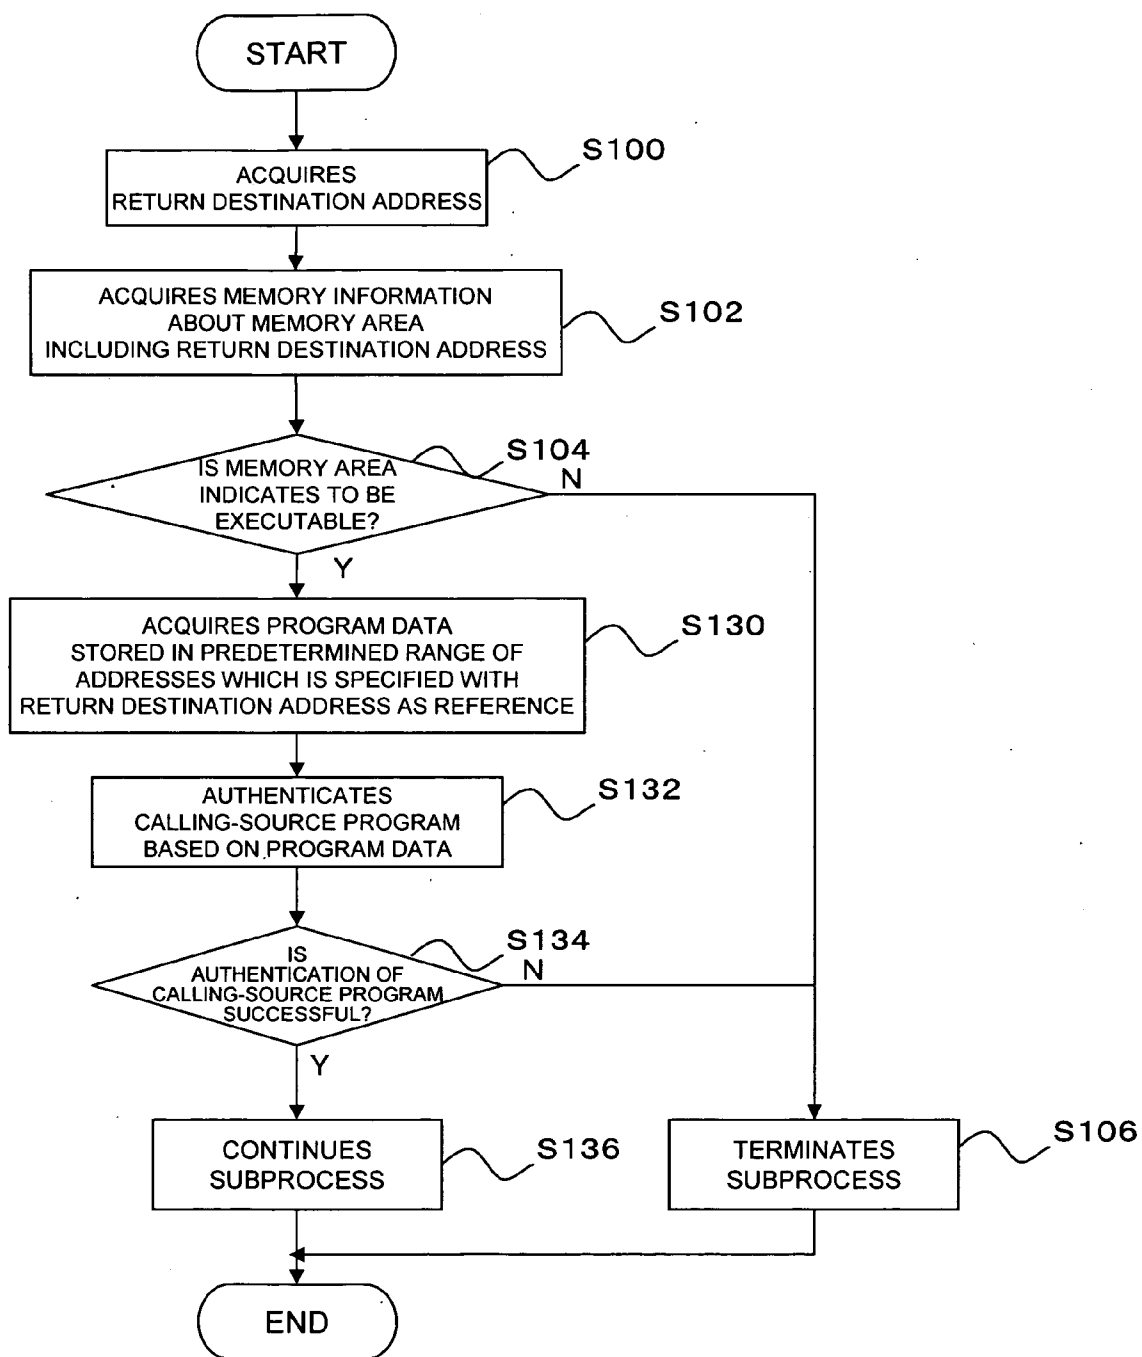 START
S100
ACQUIRES
RETURN DESTINATION ADDRESS
S102
ACQUIRES MEMORY INFORMATION
ABOUT MEMORY AREA
INCLUDING RETURN DESTINATION ADDRESS
S104
IS MEMORY AREA
INDICATES TO BE
EXECUTABLE?
N
Y
S130
ACQUIRES PROGRAM DATA
STORED IN PREDETERMINED RANGE OF
ADDRESSES WHICH IS SPECIFIED WITH
RETURN DESTINATION ADDRESS AS REFERENCE
S132
AUTHENTICATES
CALLING-SOURCE PROGRAM
BASED ON PROGRAM DATA
S134
IS
AUTHENTICATION OF
CALLING-SOURCE PROGRAM
SUCCESSFUL?
N
Y
CONTINUES
SUBPROCESS
S136
TERMINATES
SUBPROCESS
S106
END